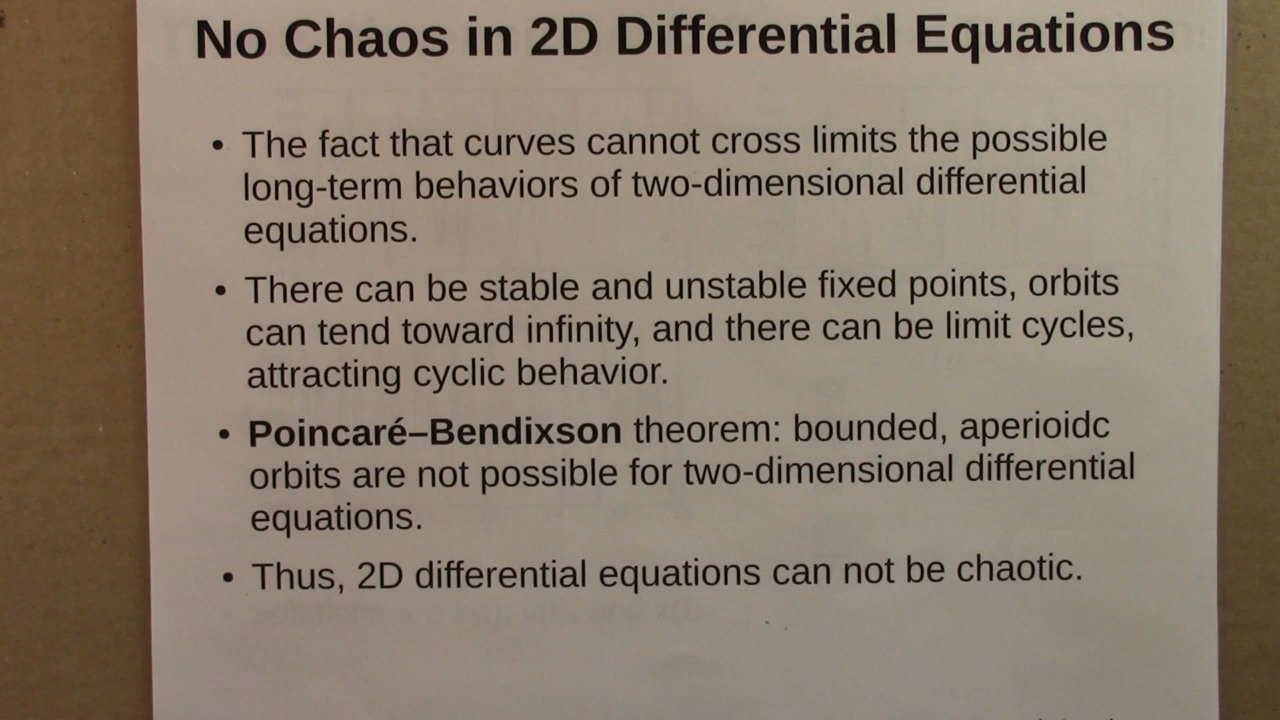 No Chaos in 2D Differential Equations
• The fact that curves cannot cross limits the possible
long-term behaviors of two-dimensional differential
equations.
• There can be stable and unstable fixed points, orbits
can tend toward infinity, and there can be limit cycles,
attracting cyclic behavior.
• Poincaré–Bendixson theorem: bounded, aperioidc
orbits are not possible for two-dimensional differential
equations.
• Thus, 2D differential equations can not be chaotic.